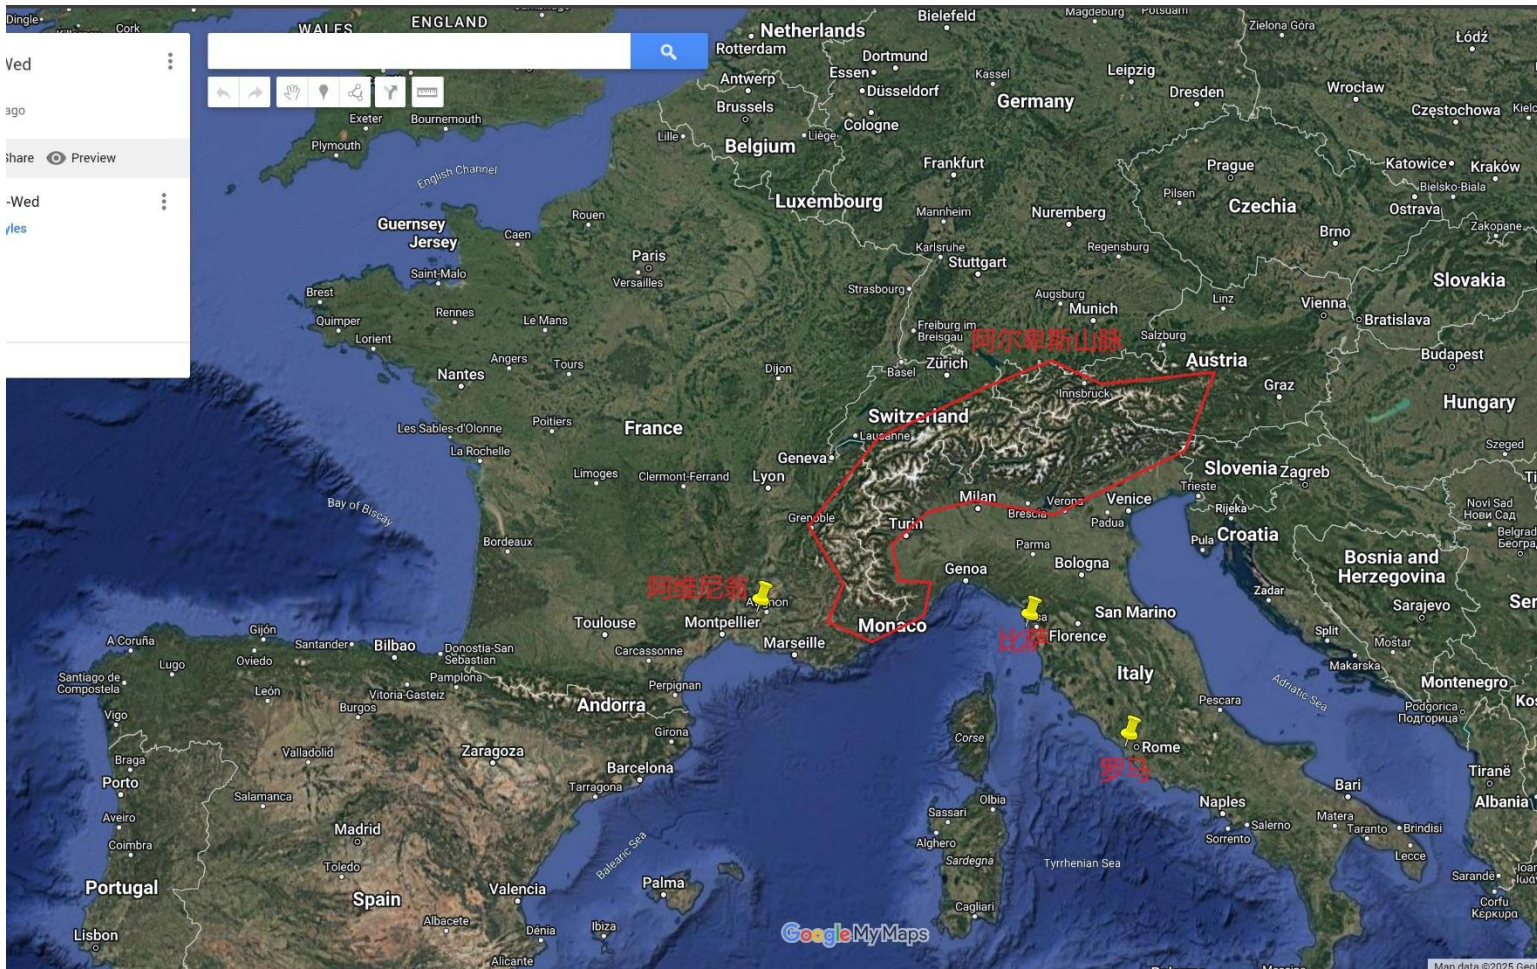 Dingle
Cork
WALES
ENGLAND
Cambridge
Netherlands
Rotterdam
Bielefeld
Magdeburg
Potsdam
Zielona Góra
Łódź
Wed
ago
Share
Preview
-Wed
yles
Exeter
Bournemouth
Plymouth
English Channel
Antwerp
Brussels
Lille
Belgium
Liège
Dortmund
Essen
Düsseldorf
Cologne
Kassel
Germany
Leipzig
Dresden
Wrocław
Częstochowa
Kielc
Frankfurt
Luxembourg
Mannheim
Nuremberg
Prague
Pilsen
Czechia
Katowice
Kraków
Bielsko-Biala
Ostrava
Brno
Zakopane
Guernsey
Jersey
Rouen
Caen
Paris
Versailles
Karlsruhe
Stuttgart
Regensburg
Strasbourg
Saint-Malo
Brest
Quimper
Rennes
Le Mans
Lorient
Augsburg
Munich
Linz
Vienna
Bratislava
Slovakia
Freiburg im
Breisgau
阿尔卑斯山脉
Salzburg
Angers
Tours
Nantes
Dijon
Basel
Zürich
Innsbruck
Austria
Graz
Budapest
Hungary
Les Sables-d'Olonne
Poitiers
France
Switzerland
Lausanne
La Rochelle
Geneva
Szeged
Limoges
Clermont-Ferrand
Lyon
Slovenia
Zagreb
Trieste
Bay of Biscay
Milan
Brescia
Verona
Venice
Padua
Rijeka
Novi Sad
Нови Сад
Grenoble
Turin
Bordeaux
Parma
Pula
Croatia
Belgrad
Београд
Genoa
Bologna
Bosnia and
Herzegovina
Zadar
Ser
阿维尼翁
Sarajevo
San Marino
A Coruña
Gijón
Santander
Bilbao
Donostia-San
Sebastian
Toulouse
Montpellier
Marseille
Monaco
比萨
Florence
Split
Mostar
Makarska
Lugo
Oviedo
Carcassonne
Santiago de
Compostela
León
Vitoria-Gasteiz
Pamplona
Perpignan
Italy
Adriatic Sea
Montenegro
Kos
Vigo
Burgos
Andorra
Corse
Pescara
Podgorica
Подгорица
Girona
Braga
Valladolid
Zaragoza
Rome
罗马
Porto
Barcelona
Tarragona
Tiranë
Bari
Salamanca
Olbia
Sassari
Naples
Salerno
Sorrento
Matera
Taranto
Brindisi
Albania
Aveiro
Madrid
Coimbra
Alghero
Sardegna
Lecce
Toledo
Balearic Sea
Tyrrhenian Sea
Sarandë
Portugal
Spain
Valencia
Palma
Albacete
Ibiza
Dénia
Cagliari
Corfu
Κέρκυρα
Lisbon
Alicante
Google My Maps
Map data ©2025